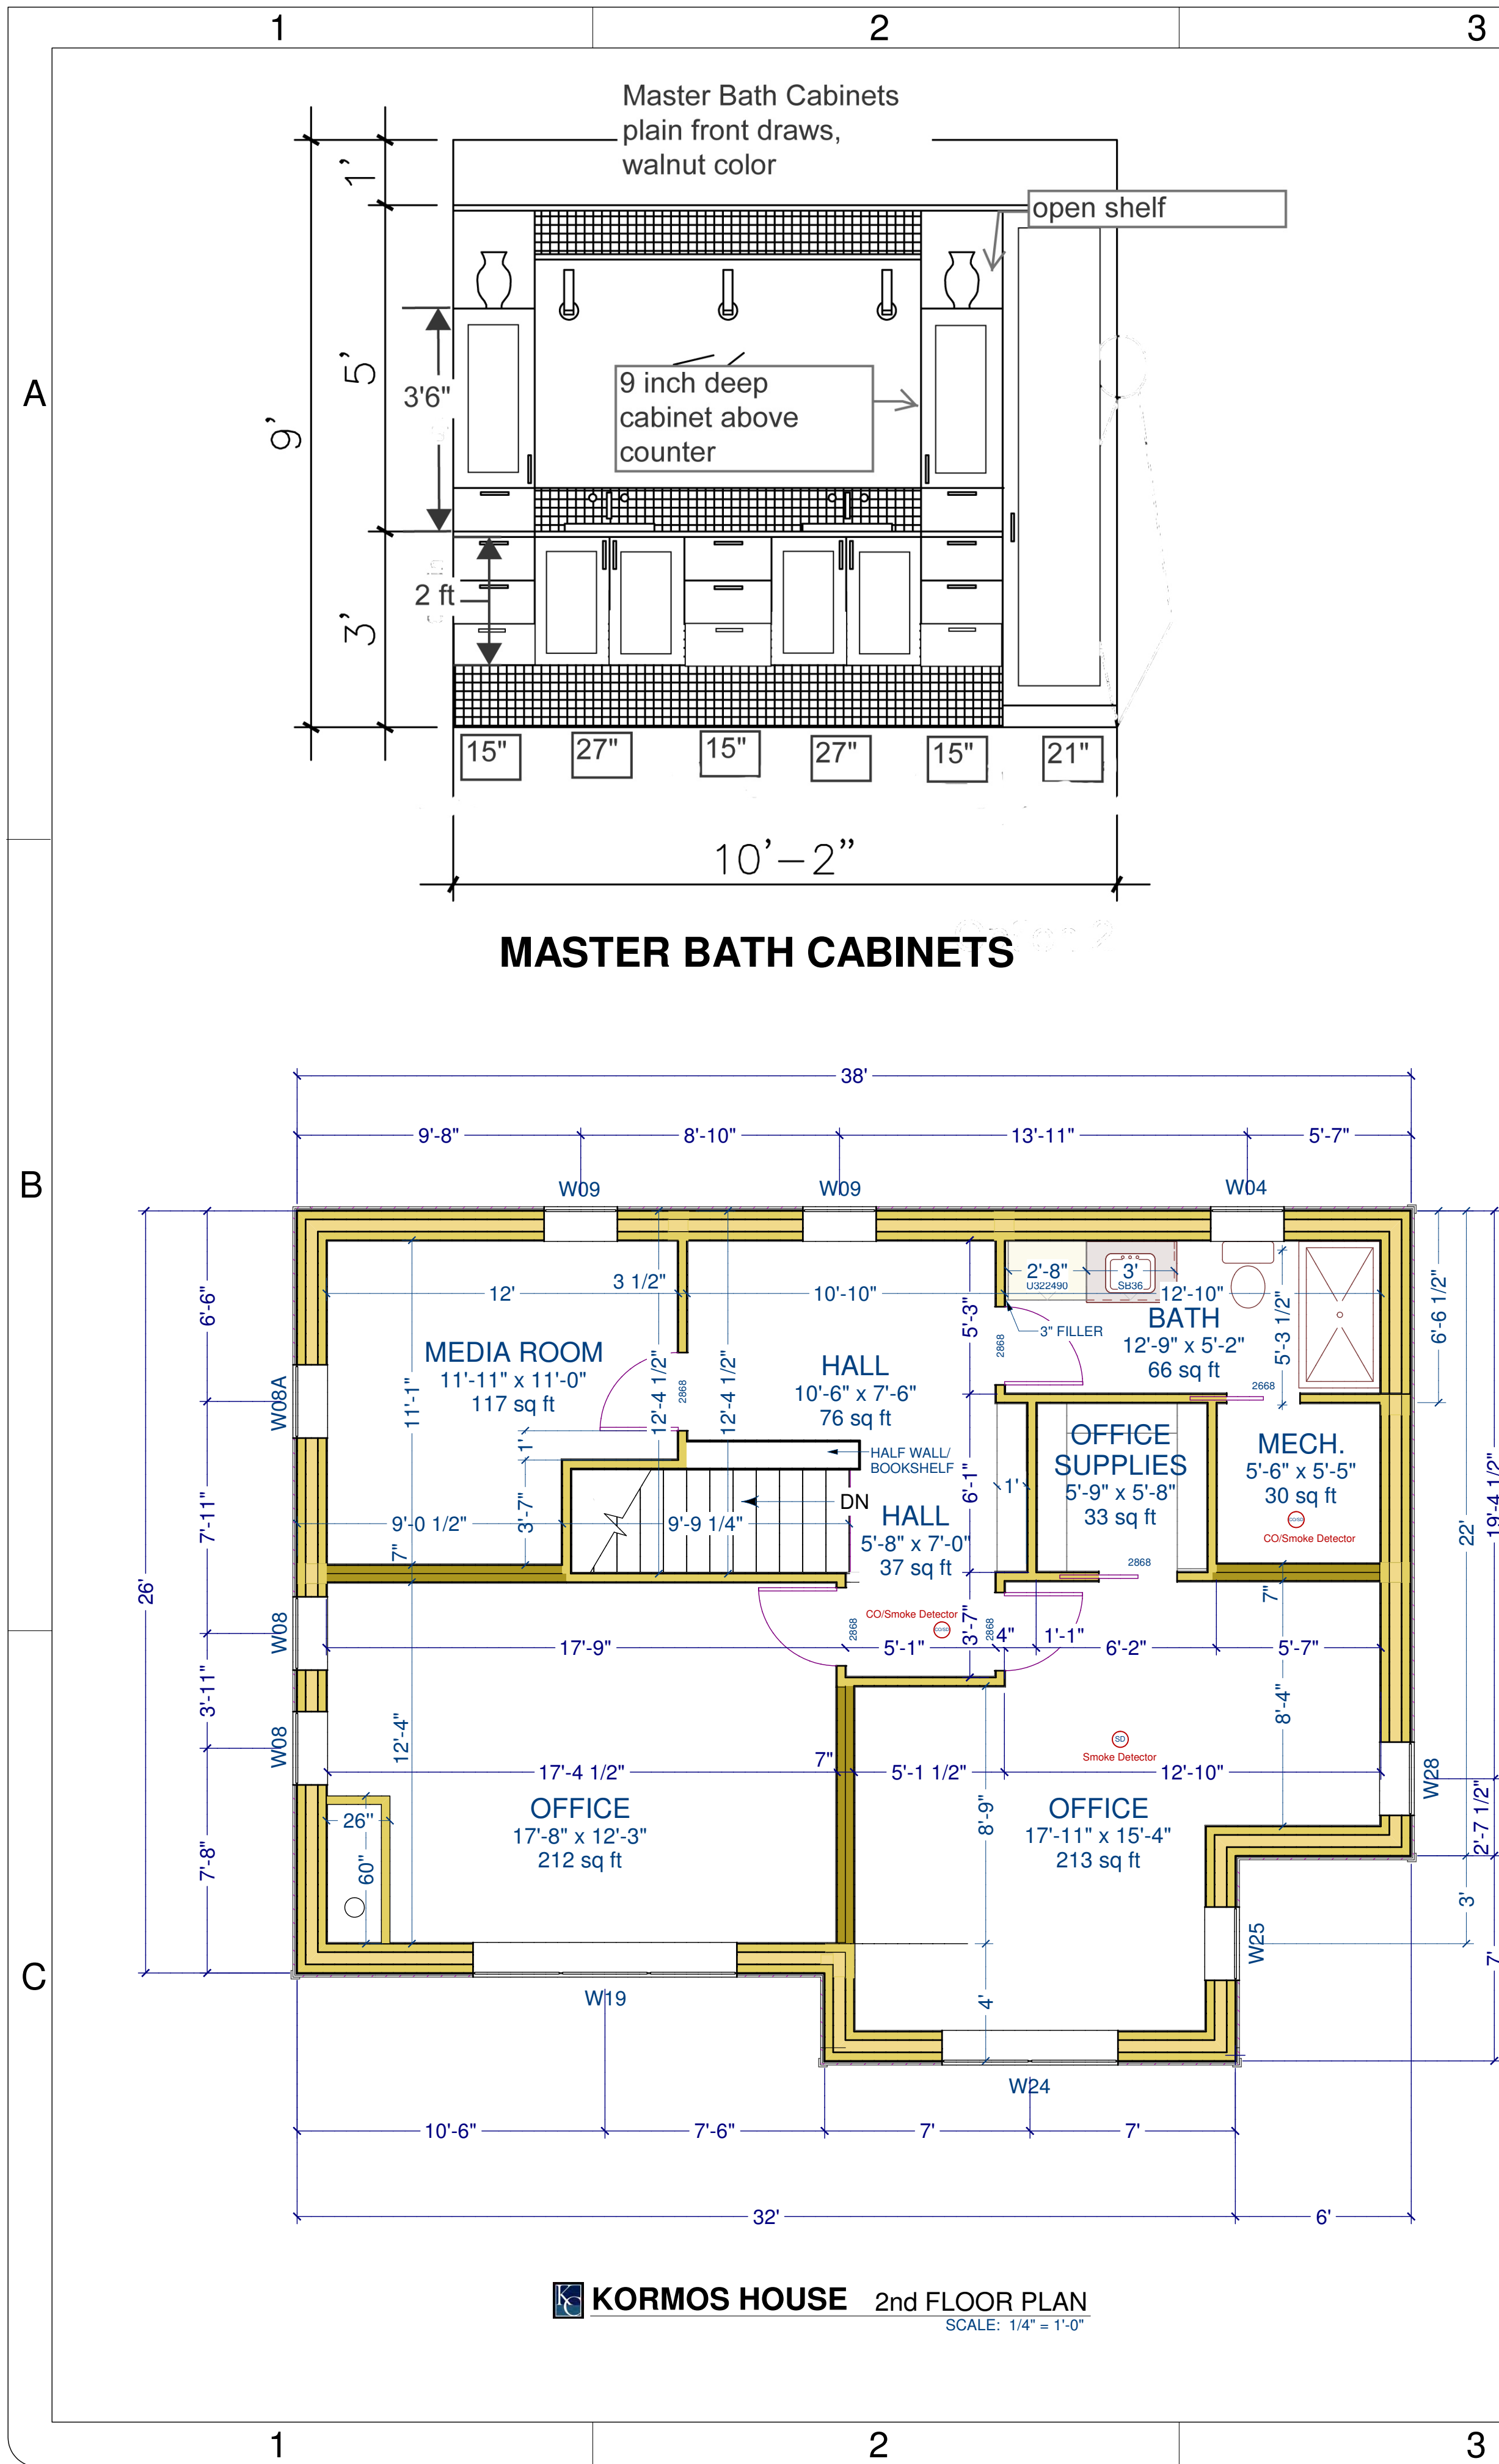 1
2
3
A
B
C
Master Bath Cabinets
plain front draws,
walnut color
open shelf
9 inch deep
cabinet above
counter
1'
5'
3'
9'
3'6"
2 ft
15"
27"
15"
27"
15"
21"
10'-2"
MASTER BATH CABINETS
38'
9'-8"
8'-10"
13'-11"
5'-7"
W09
W09
W04
6'-6"
7'-11"
3'-11"
7'-8"
26'
W08A
W08
W08
12'
3 1/2"
10'-10"
2'-8"
U322490
3'
SB36
12'-10"
3" FILLER
BATH
12'-9" x 5'-2"
66 sq ft
5'-3 1/2"
6'-6 1/2"
MEDIA ROOM
11'-11" x 11'-0"
117 sq ft
11'-1"
2868
12'-4 1/2"
12'-4 1/2"
HALL
10'-6" x 7'-6"
76 sq ft
5'-3"
2868
2668
HALF WALL/
BOOKSHELF
1'
3'-7"
9'-0 1/2"
7"
9'-9 1/4"
DN
HALL
5'-8" x 7'-0"
37 sq ft
6'-1"
1'
OFFICE
SUPPLIES
5'-9" x 5'-8"
33 sq ft
2868
MECH.
5'-6" x 5'-5"
30 sq ft
CO/SD
CO/Smoke Detector
22'
19'-4 1/2"
7"
CO/Smoke Detector
CO/SD
2868
3'-7"
2868
17'-9"
5'-1"
4"
1'-1"
6'-2"
5'-7"
12'-4"
8'-4"
SD
Smoke Detector
17'-4 1/2"
7"
5'-1 1/2"
12'-10"
OFFICE
17'-8" x 12'-3"
212 sq ft
26"
60"
8'-9"
OFFICE
17'-11" x 15'-4"
213 sq ft
W28
2'-7 1/2"
3'
7'
W25
4'
W19
W24
10'-6"
7'-6"
7'
7'
32'
6'
KC
KORMOS HOUSE 2nd FLOOR PLAN
SCALE: 1/4" = 1'-0"
1
2
3